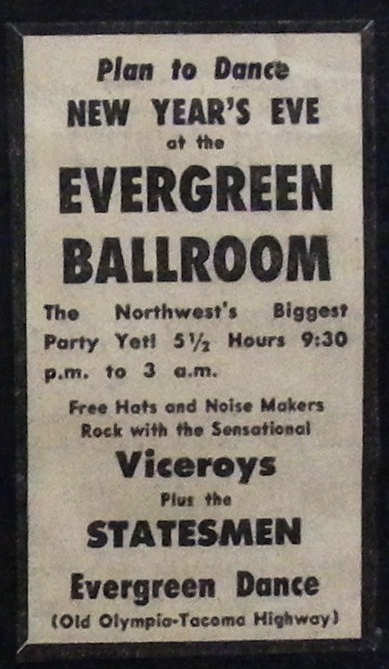 Plan to Dance
NEW YEAR'S EVE
at the
EVERGREEN
BALLROOM
The Northwest's Biggest
Party Yet! 5½ Hours 9:30
p.m. to 3 a.m.
Free Hats and Noise Makers
Rock with the Sensational
Viceroys
Plus the
STATESMEN
Evergreen Dance
(Old Olympia-Tacoma Highway)